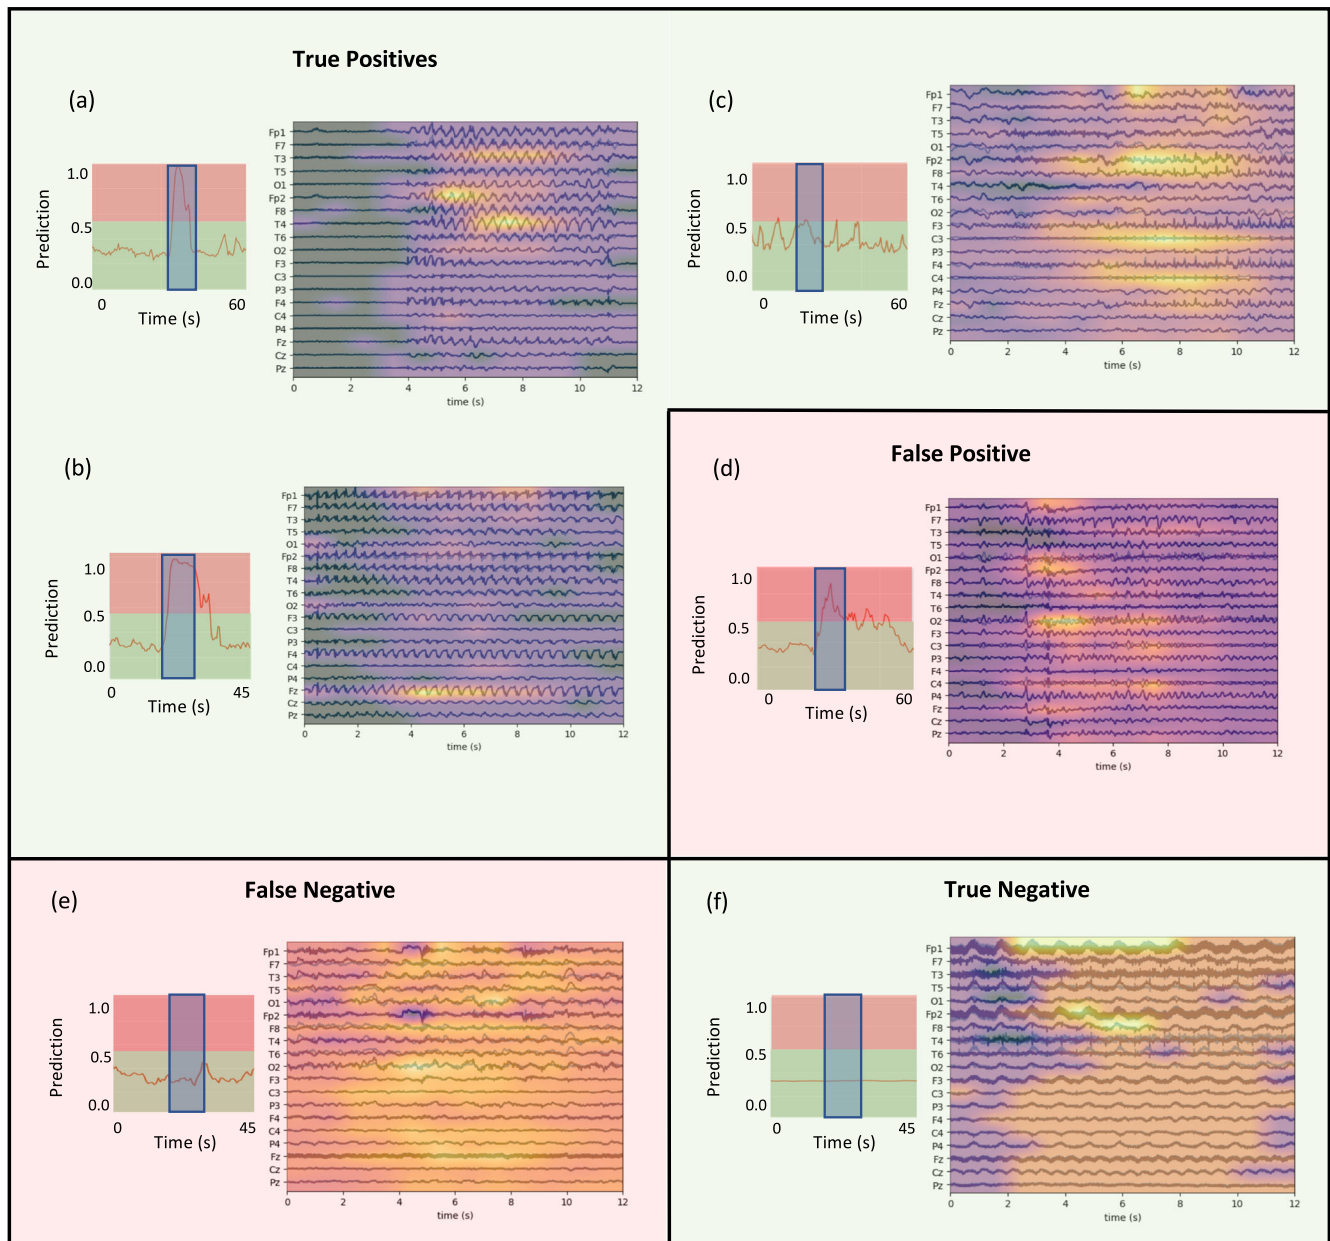 True Positives
(a)
Prediction
1.0
0.5
0.0
0
60
Time (s)
Fp1
F7
T3
T5
O1
Fp2
F8
T4
T6
O2
F3
C3
P3
F4
C4
P4
Fz
Cz
Pz
0 2 4 6 8 10 12
time (s)
(c)
Prediction
1.0
0.5
0.0
0
60
Time (s)
Fp1
F7
T3
T5
O1
Fp2
F8
T4
T6
O2
F3
C3
P3
F4
C4
P4
Fz
Cz
Pz
0 2 4 6 8 10 12
time (s)
(b)
Prediction
1.0
0.5
0.0
0
45
Time (s)
Fp1
F7
T3
T5
O1
Fp2
F8
T4
T6
O2
F3
C3
P3
F4
C4
P4
Fz
Cz
Pz
0 2 4 6 8 10 12
time (s)
False Positive
(d)
Prediction
1.0
0.5
0.0
0
60
Time (s)
Fp1
F7
T3
T5
O1
Fp2
F8
T4
T6
O2
F3
C3
P3
F4
C4
P4
Fz
Cz
Pz
0 2 4 6 8 10 12
time (s)
False Negative
(e)
Prediction
1.0
0.5
0.0
0
45
Time (s)
Fp1
F7
T3
T5
O1
Fp2
F8
T4
T6
O2
F3
C3
P3
F4
C4
P4
Fz
Cz
Pz
0 2 4 6 8 10 12
time (s)
True Negative
(f)
Prediction
1.0
0.5
0.0
0
45
Time (s)
Fp1
F7
T3
T5
O1
Fp2
F8
T4
T6
O2
F3
C3
P3
F4
C4
P4
Fz
Cz
Pz
0 2 4 6 8 10 12
time (s)